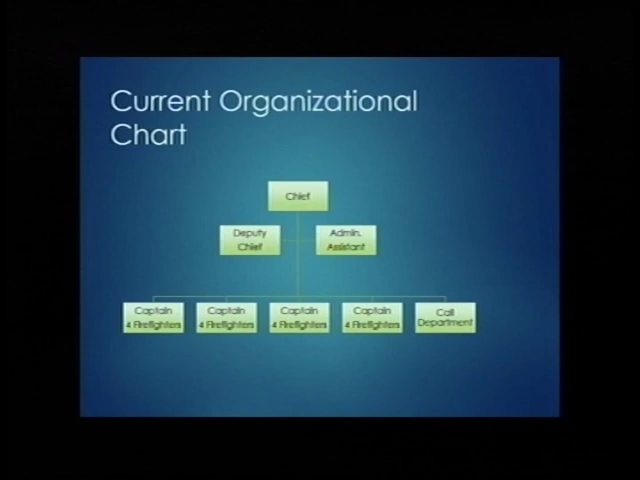 Current Organizational
Chart
Chief
Deputy
Chief
Admin.
Assistant
Captain
4 Firefighters
Captain
4 Firefighters
Captain
4 Firefighters
Captain
4 Firefighters
Call
Department